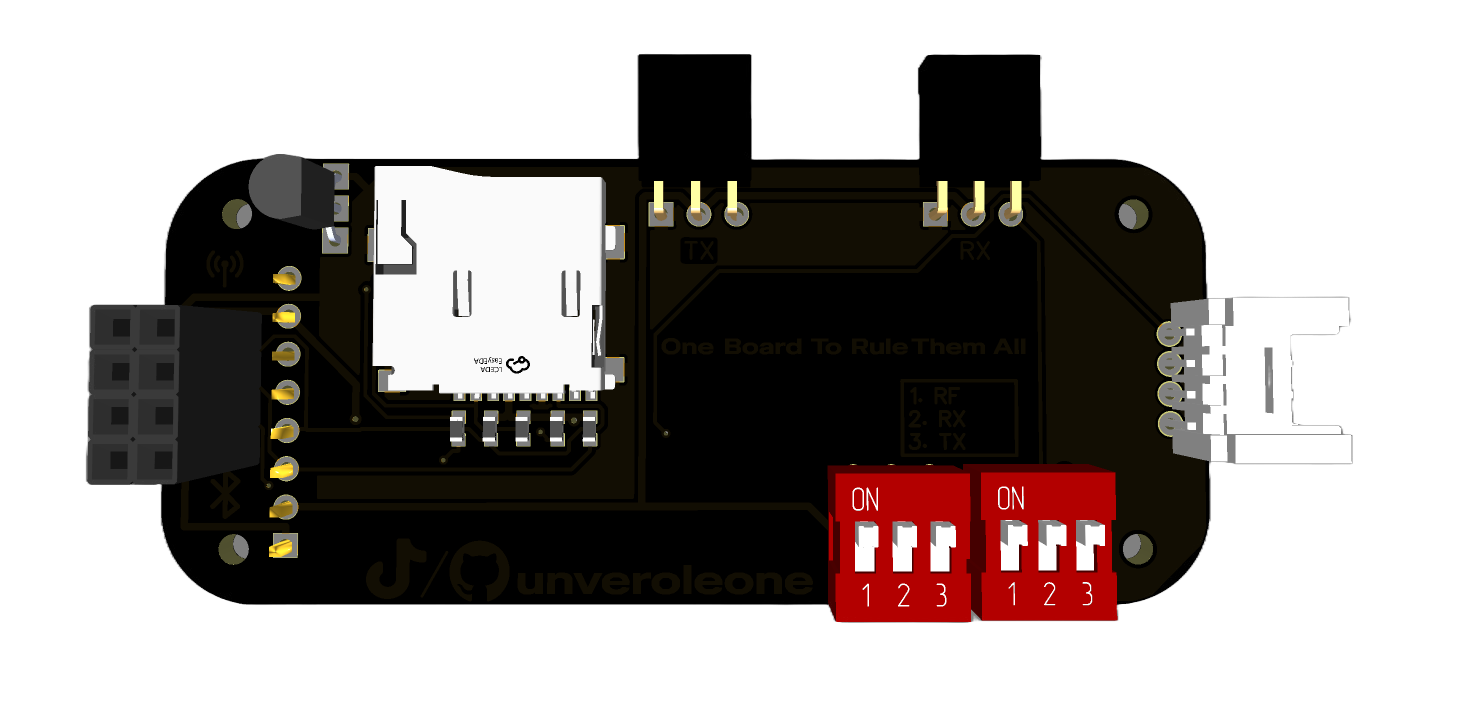 TX
RX
LCEDA
EasyEDA
One Board To Rule Them All
1. RF
2. RX
3. TX
ON
1 2 3
ON
1 2 3
/unveroleone